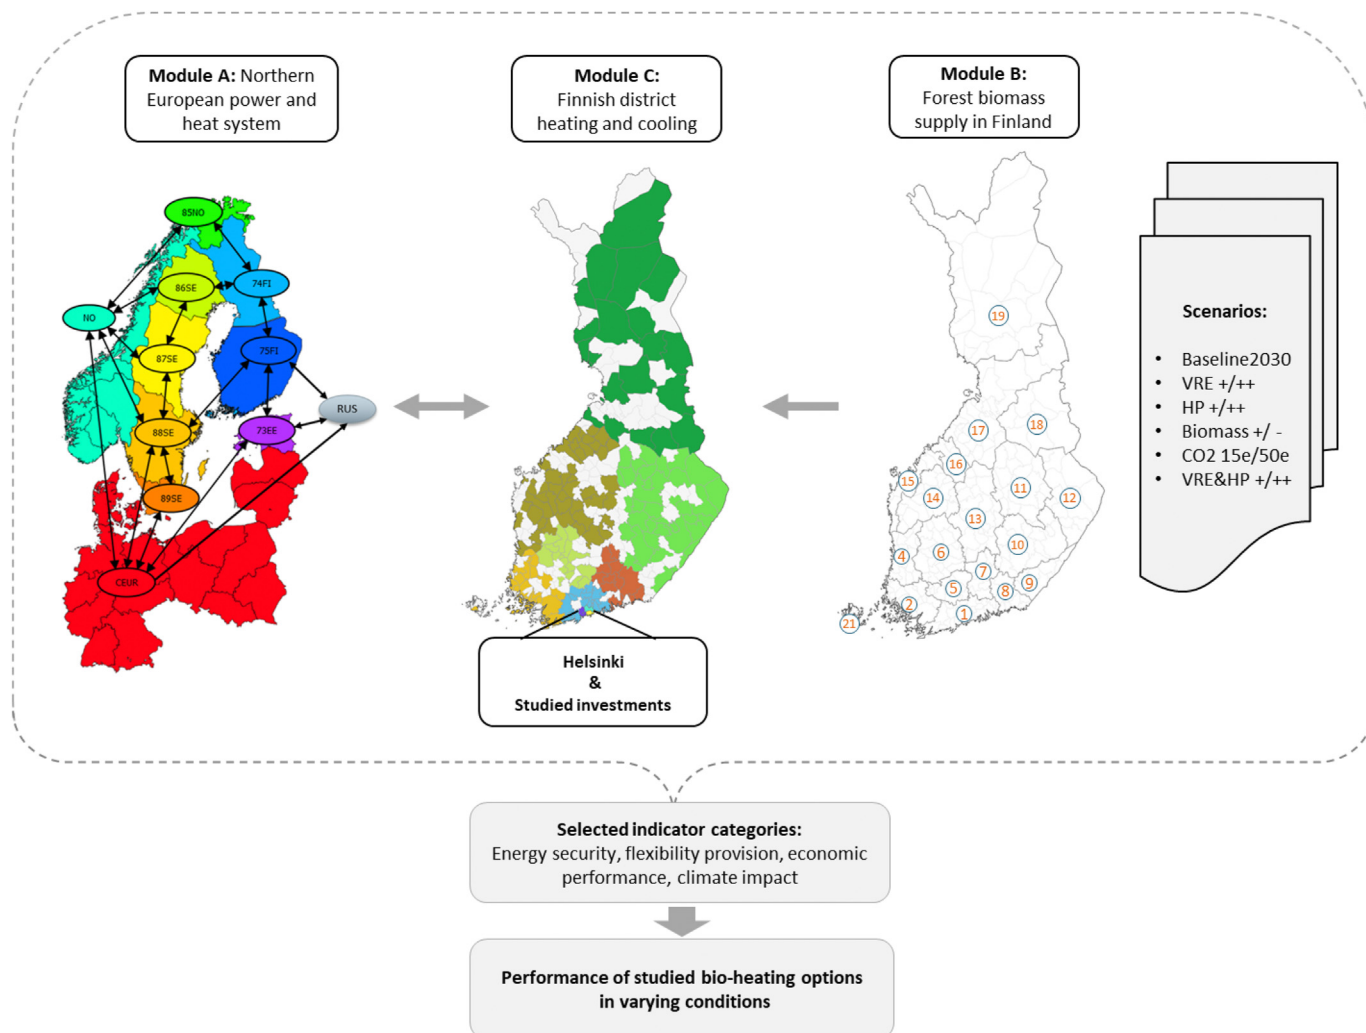 Module A: Northern
European power and
heat system
Module C:
Finnish district
heating and cooling
Module B:
Forest biomass
supply in Finland
85NO
86SE
74FI
NO
87SE
75FI
RUS
88SE
73EE
89SE
CEUR
Helsinki
&
Studied investments
19
18
17
16
15
14
11
12
13
10
4
6
7
9
5
8
2
1
21
Scenarios:
• Baseline2030
• VRE +/++
• HP +/++
• Biomass +/ -
• CO2 15e/50e
• VRE&HP +/++
Selected indicator categories:
Energy security, flexibility provision, economic
performance, climate impact
Performance of studied bio-heating options
in varying conditions